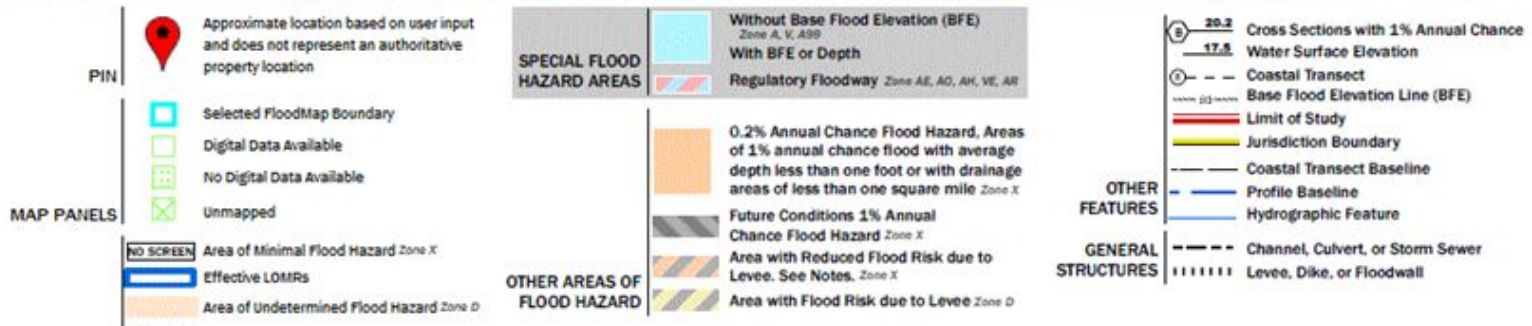 PIN
Approximate location based on user input
and does not represent an authoritative
property location
MAP PANELS
Selected FloodMap Boundary
Digital Data Available
No Digital Data Available
Unmapped
NO SCREEN Area of Minimal Flood Hazard Zone X
Effective LOMRs
Area of Undetermined Flood Hazard Zone D
SPECIAL FLOOD
HAZARD AREAS
Without Base Flood Elevation (BFE)
Zone A, V, A99
With BFE or Depth
Regulatory Floodway Zone AE, AO, AH, VE, AR
OTHER AREAS OF
FLOOD HAZARD
0.2% Annual Chance Flood Hazard, Areas
of 1% annual chance flood with average
depth less than one foot or with drainage
areas of less than one square mile Zone X
Future Conditions 1% Annual
Chance Flood Hazard Zone X
Area with Reduced Flood Risk due to
Levee. See Notes. Zone X
Area with Flood Risk due to Levee Zone D
OTHER
FEATURES
B 20.2 Cross Sections with 1% Annual Chance
17.5 Water Surface Elevation
Coastal Transect
Base Flood Elevation Line (BFE)
Limit of Study
Jurisdiction Boundary
Coastal Transect Baseline
Profile Baseline
Hydrographic Feature
GENERAL
STRUCTURES
Channel, Culvert, or Storm Sewer
Levee, Dike, or Floodwall